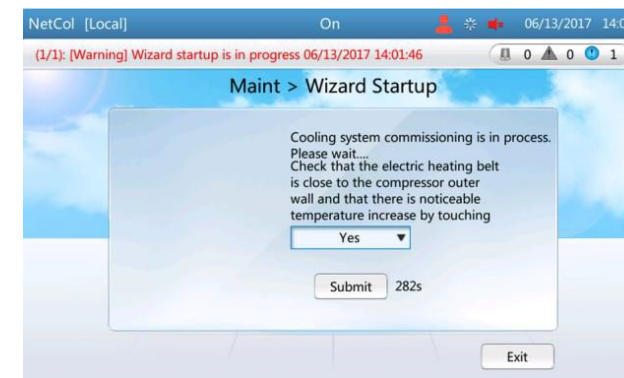 NetCol [Local] On 06/13/2017 14:0
(1/1): [Warning] Wizard startup is in progress 06/13/2017 14:01:46 0 0 1
Maint > Wizard Startup
Cooling system commissioning is in process.
Please wait....
Check that the electric heating belt
is close to the compressor outer
wall and that there is noticeable
temperature increase by touching
Yes
Submit 282s
Exit